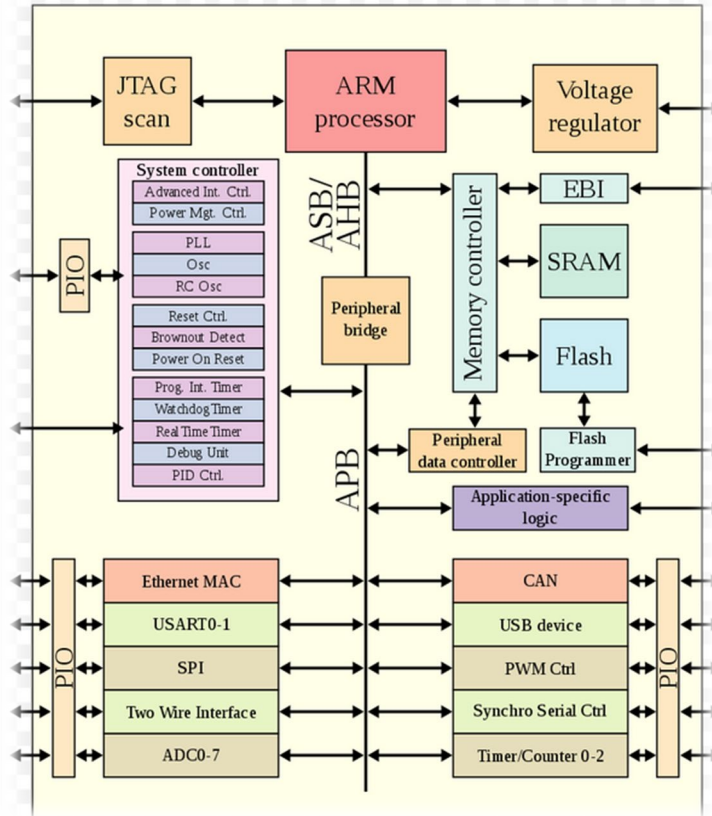 JTAG
scan
ARM
processor
Voltage
regulator
System controller
Advanced Int. Ctrl.
Power Mgt. Ctrl.
PLL
Osc
RC Osc
Reset Ctrl.
Brownout Detect
Power On Reset
Prog. Int. Timer
Watchdog Timer
Real Time Timer
Debug Unit
PID Ctrl.
PIO
ASB/
AHB
Peripheral
bridge
APB
Memory controller
EBI
SRAM
Flash
Peripheral
data controller
Flash
Programmer
Application-specific
logic
PIO
Ethernet MAC
USART0-1
SPI
Two Wire Interface
ADC0-7
CAN
USB device
PWM Ctrl
Synchro Serial Ctrl
Timer/Counter 0-2
PIO